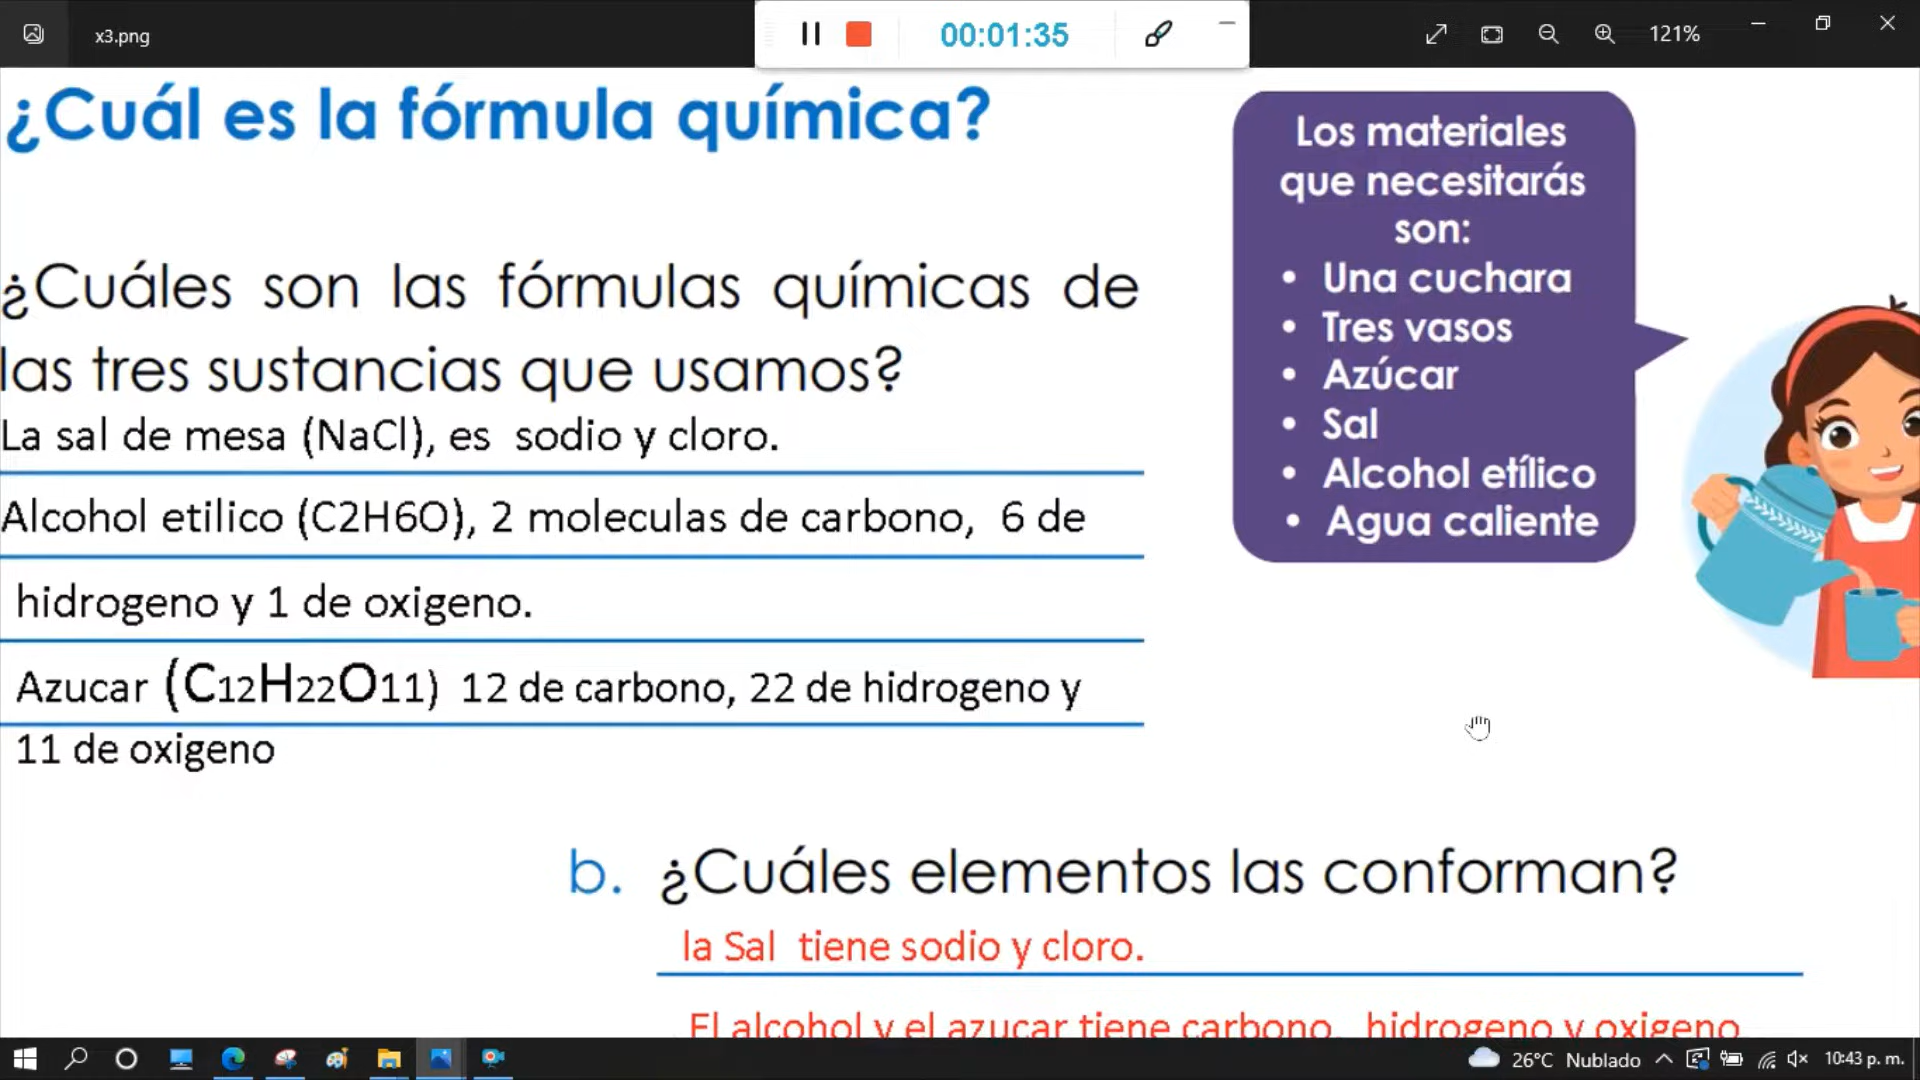 x3.png
00:01:35
121%
¿Cuál es la fórmula química?
¿Cuáles son las fórmulas químicas de
las tres sustancias que usamos?
La sal de mesa (NaCl), es sodio y cloro.
Alcohol etilico (C2H6O), 2 moleculas de carbono, 6 de
hidrogeno y 1 de oxigeno.
Azucar (C12H22O11) 12 de carbono, 22 de hidrogeno y
11 de oxigeno
Los materiales
que necesitarás
son:
• Una cuchara
• Tres vasos
• Azúcar
• Sal
• Alcohol etílico
• Agua caliente
b. ¿Cuáles elementos las conforman?
la Sal tiene sodio y cloro.
El alcohol y el azucar tiene carbono, hidrogeno y oxigeno
26°C Nublado
10:43 p. m.